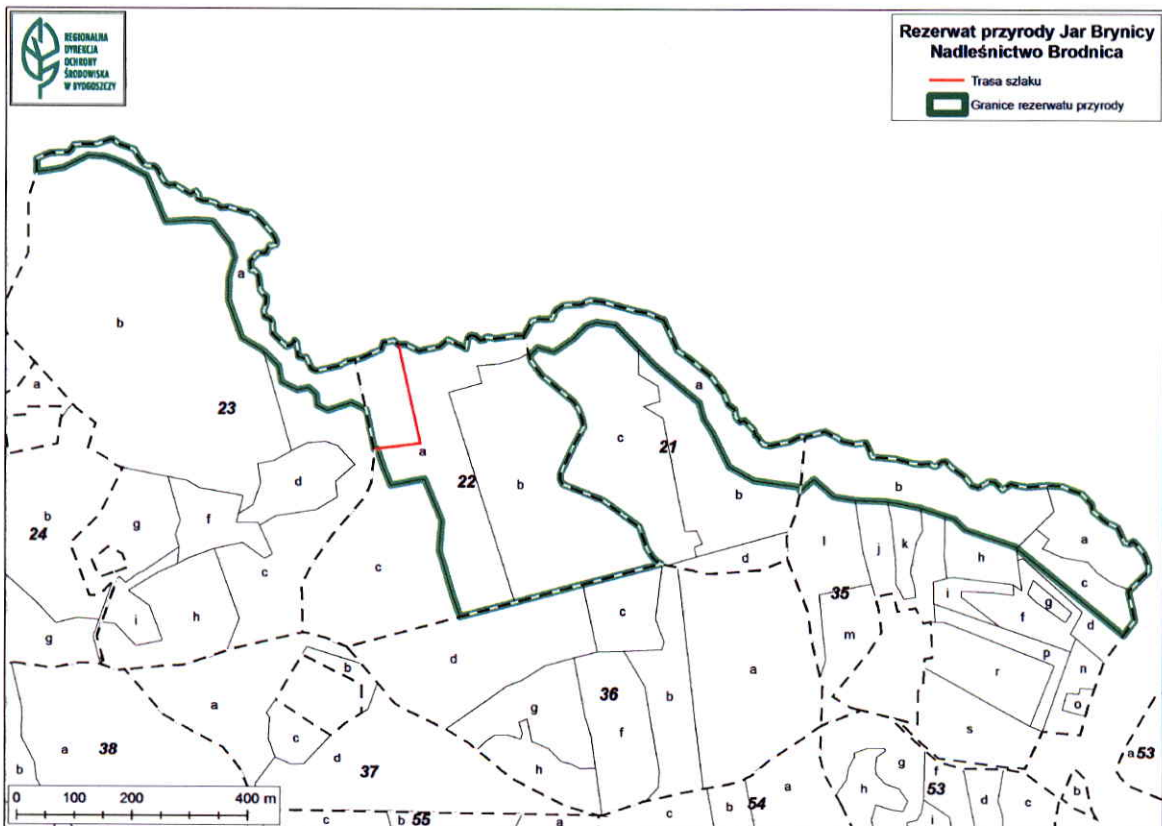 REGIONALNA
DYREKCJA
OCHRONY
ŚRODOWISKA
W BYDGOSZCZY
Rezerwat przyrody Jar Brynicy
Nadleśnictwo Brodnica
Trasa szlaku
Granice rezerwatu przyrody
a
b
a
a
23
c
21
a
22
b
d
b
b
24
g
f
c
c
l
j
k
h
a
c
d
i
h
35
i
f
g
d
g
c
m
p
n
b
d
a
r
o
a
36
b
s
g
f
c
a
38
d
37
h
a
53
b
h
g
f
53
b
0 100 200 400 m
b
54
a
d
c
c
b
55
a
c
i